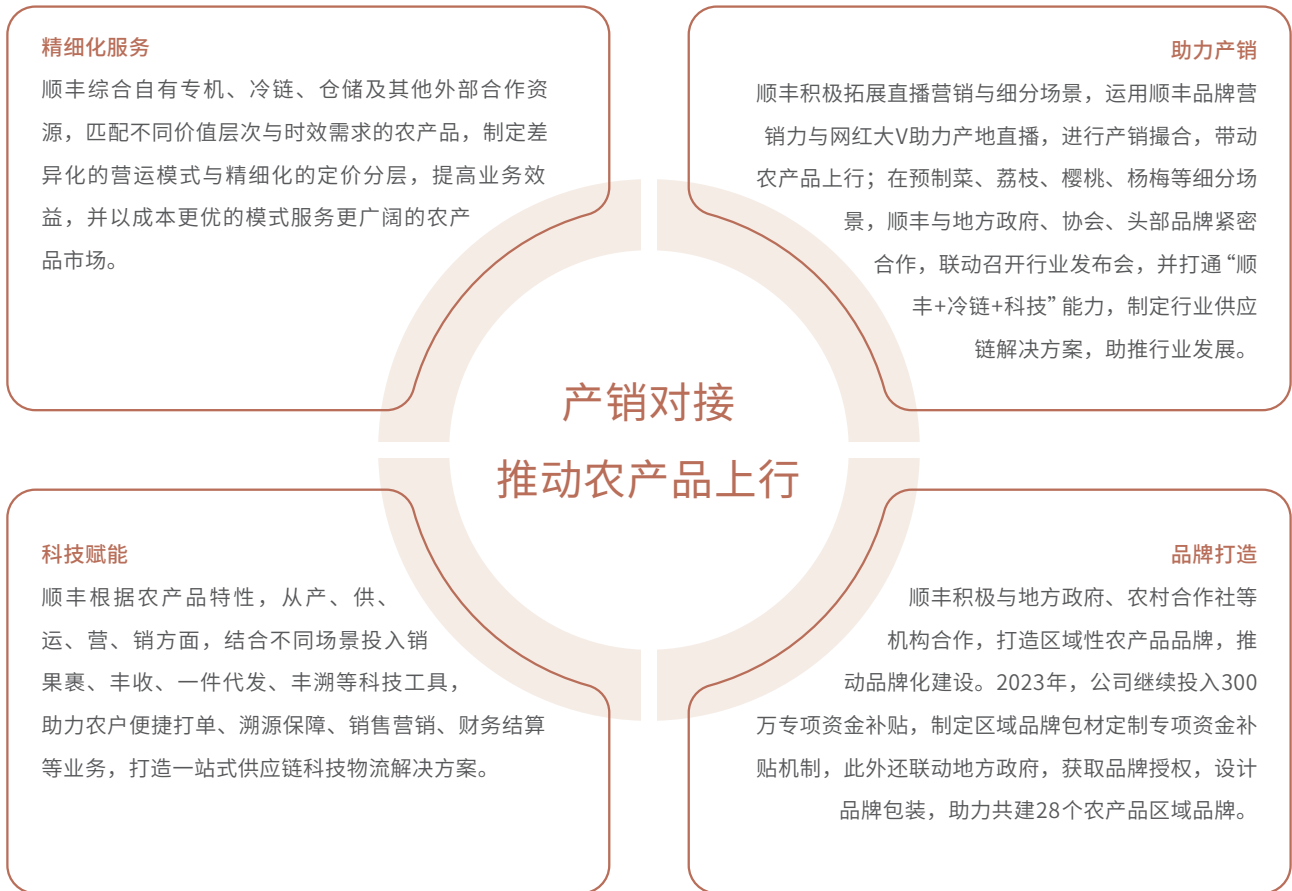 精细化服务
顺丰综合自有专机、冷链、仓储及其他外部合作资
源，匹配不同价值层次与时效需求的农产品，制定差
异化的营运模式与精细化的定价分层，提高业务效
益，并以成本更优的模式服务更广阔的农产
品市场。
助力产销
顺丰积极拓展直播营销与细分场景，运用顺丰品牌营
销力与网红大V助力产地直播，进行产销撮合，带动
农产品上行；在预制菜、荔枝、樱桃、杨梅等细分场
景，顺丰与地方政府、协会、头部品牌紧密
合作，联动召开行业发布会，并打通“顺
丰+冷链+科技”能力，制定行业供应
链解决方案，助推行业发展。
产销对接
推动农产品上行
科技赋能
顺丰根据农产品特性，从产、供、
运、营、销方面，结合不同场景投入销
果裹、丰收、一件代发、丰溯等科技工具，
助力农户便捷打单、溯源保障、销售营销、财务结算
等业务，打造一站式供应链科技物流解决方案。
品牌打造
顺丰积极与地方政府、农村合作社等
机构合作，打造区域性农产品品牌，推
动品牌化建设。2023年，公司继续投入300
万专项资金补贴，制定区域品牌包材定制专项资金补
贴机制，此外还联动地方政府，获取品牌授权，设计
品牌包装，助力共建28个农产品区域品牌。